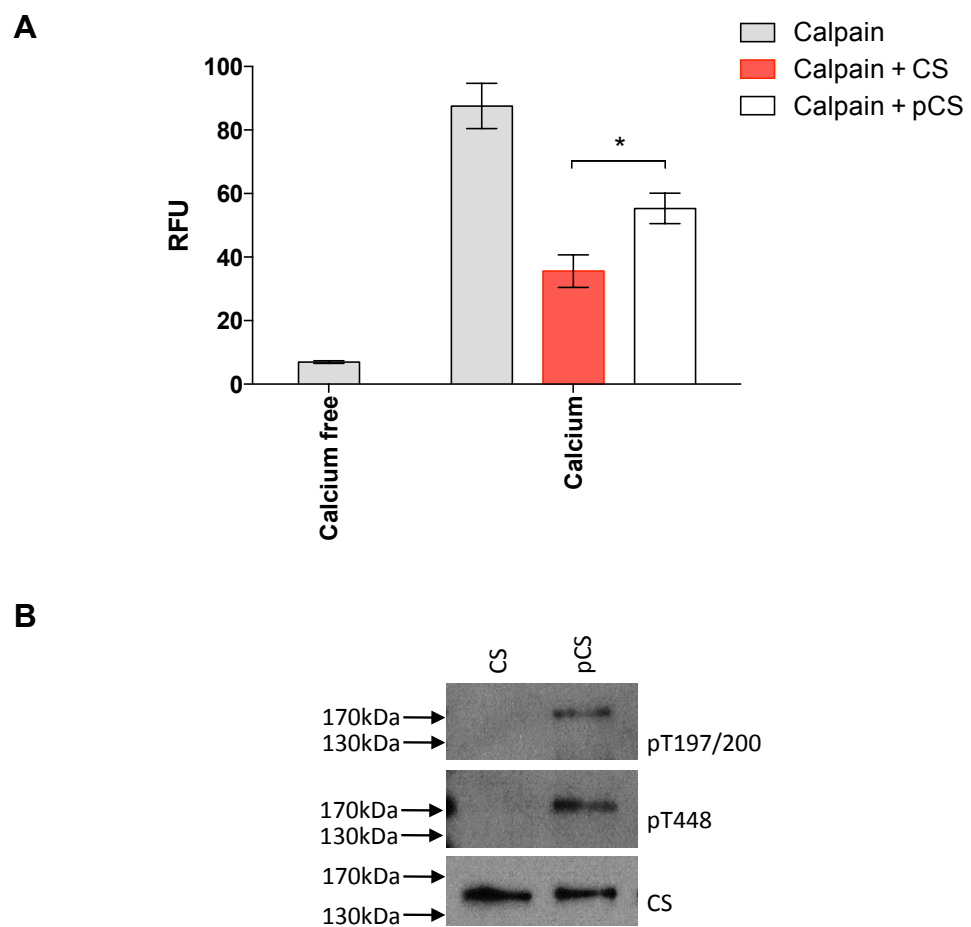 A
Calpain
Calpain + CS
Calpain + pCS
100
80
60
40
20
0
RFU
*
Calcium free
Calcium
B
CS
pCS
170kDa
130kDa
pT197/200
170kDa
130kDa
pT448
170kDa
130kDa
CS